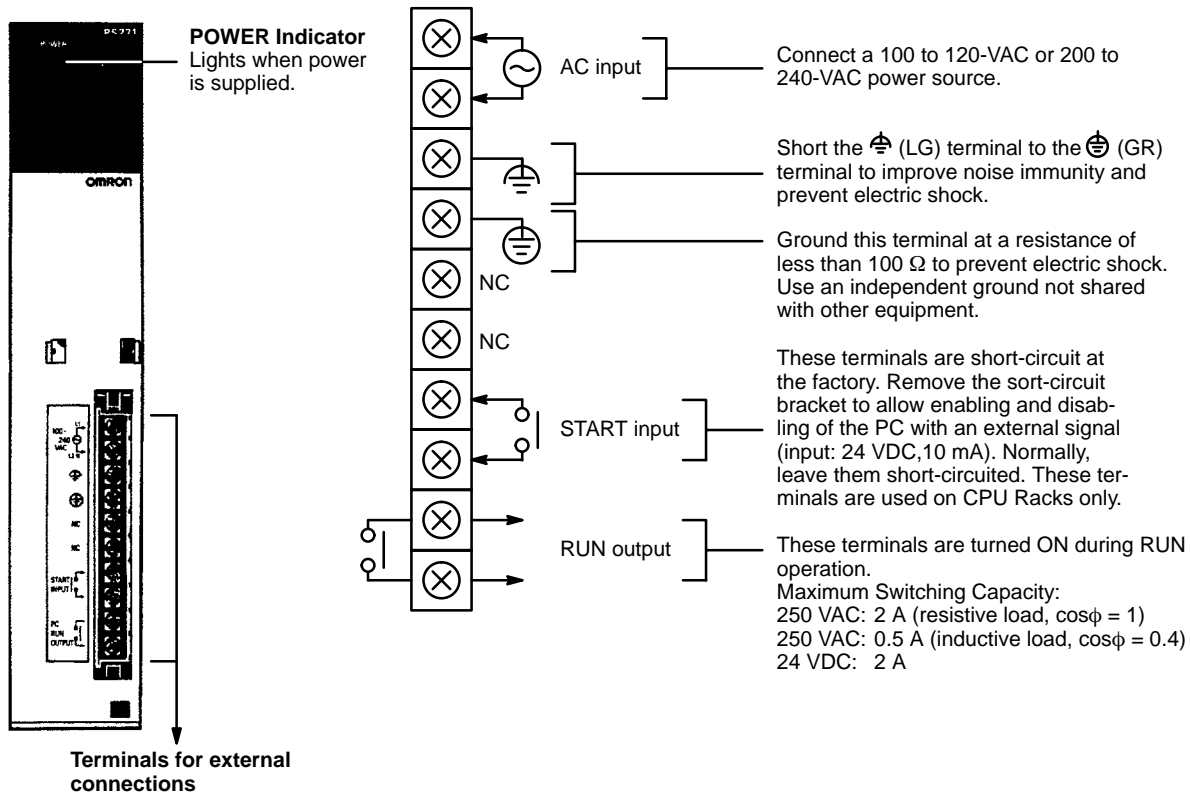 PS221
POWER
POWER Indicator
Lights when power
is supplied.
OMRON
100-
240
VAC
L1
L2
NC
NC
START
INPUT
PC
RUN
OUTPUT
Terminals for external
connections
AC input
Connect a 100 to 120-VAC or 200 to
240-VAC power source.
Short the (LG) terminal to the (GR)
terminal to improve noise immunity and
prevent electric shock.
Ground this terminal at a resistance of
less than 100 Ω to prevent electric shock.
Use an independent ground not shared
with other equipment.
NC
NC
START input
These terminals are short-circuit at
the factory. Remove the sort-circuit
bracket to allow enabling and disab-
ling of the PC with an external signal
(input: 24 VDC,10 mA). Normally,
leave them short-circuited. These ter-
minals are used on CPU Racks only.
RUN output
These terminals are turned ON during RUN
operation.
Maximum Switching Capacity:
250 VAC: 2 A (resistive load, cosϕ = 1)
250 VAC: 0.5 A (inductive load, cosϕ = 0.4)
24 VDC: 2 A